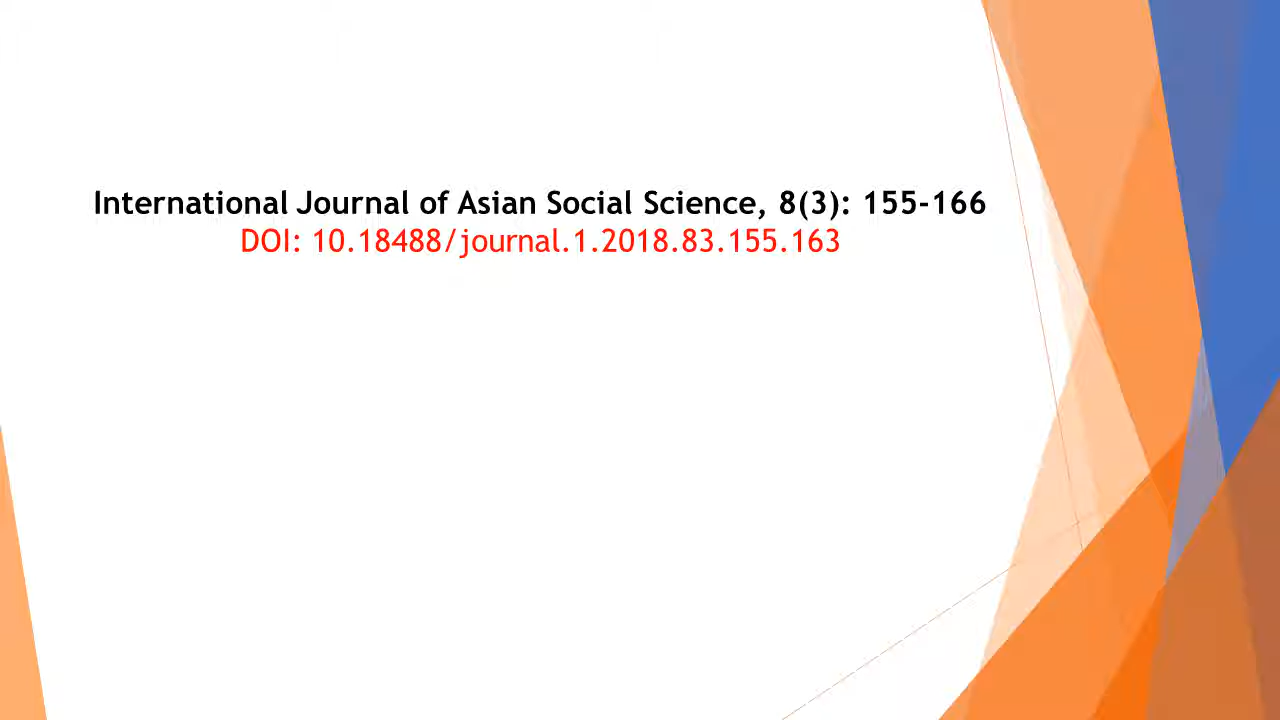 International Journal of Asian Social Science, 8(3): 155-166
DOI: 10.18488/journal.1.2018.83.155.163